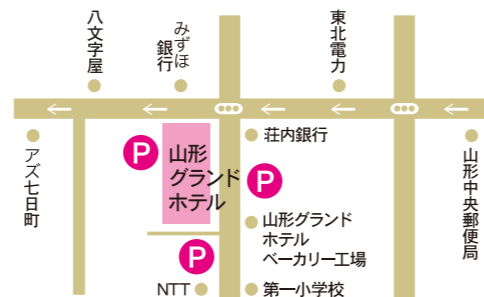 八文字屋
みずほ
銀行
東北電力
アズ七日町
P
山形
グランド
ホテル
P
荘内銀行
山形グランド
ホテル
ベーカリー工場
山形中央郵便局
P
NTT
第一小学校